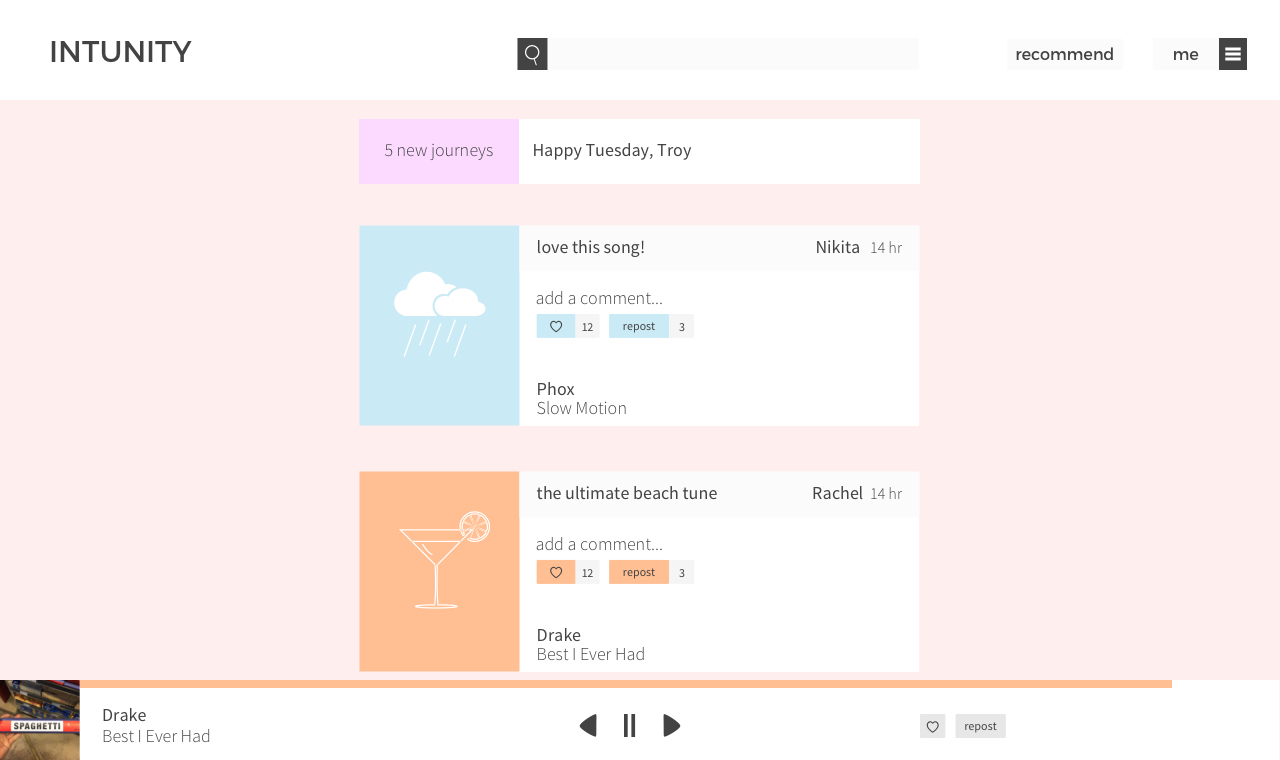 INTUNITY
recommend
me
5 new journeys
Happy Tuesday, Troy
love this song!
Nikita 14 hr
add a comment...
12 repost 3
Phox
Slow Motion
the ultimate beach tune
Rachel 14 hr
add a comment...
12 repost 3
Drake
Best I Ever Had
SPAGHETTI
Drake
Best I Ever Had
repost